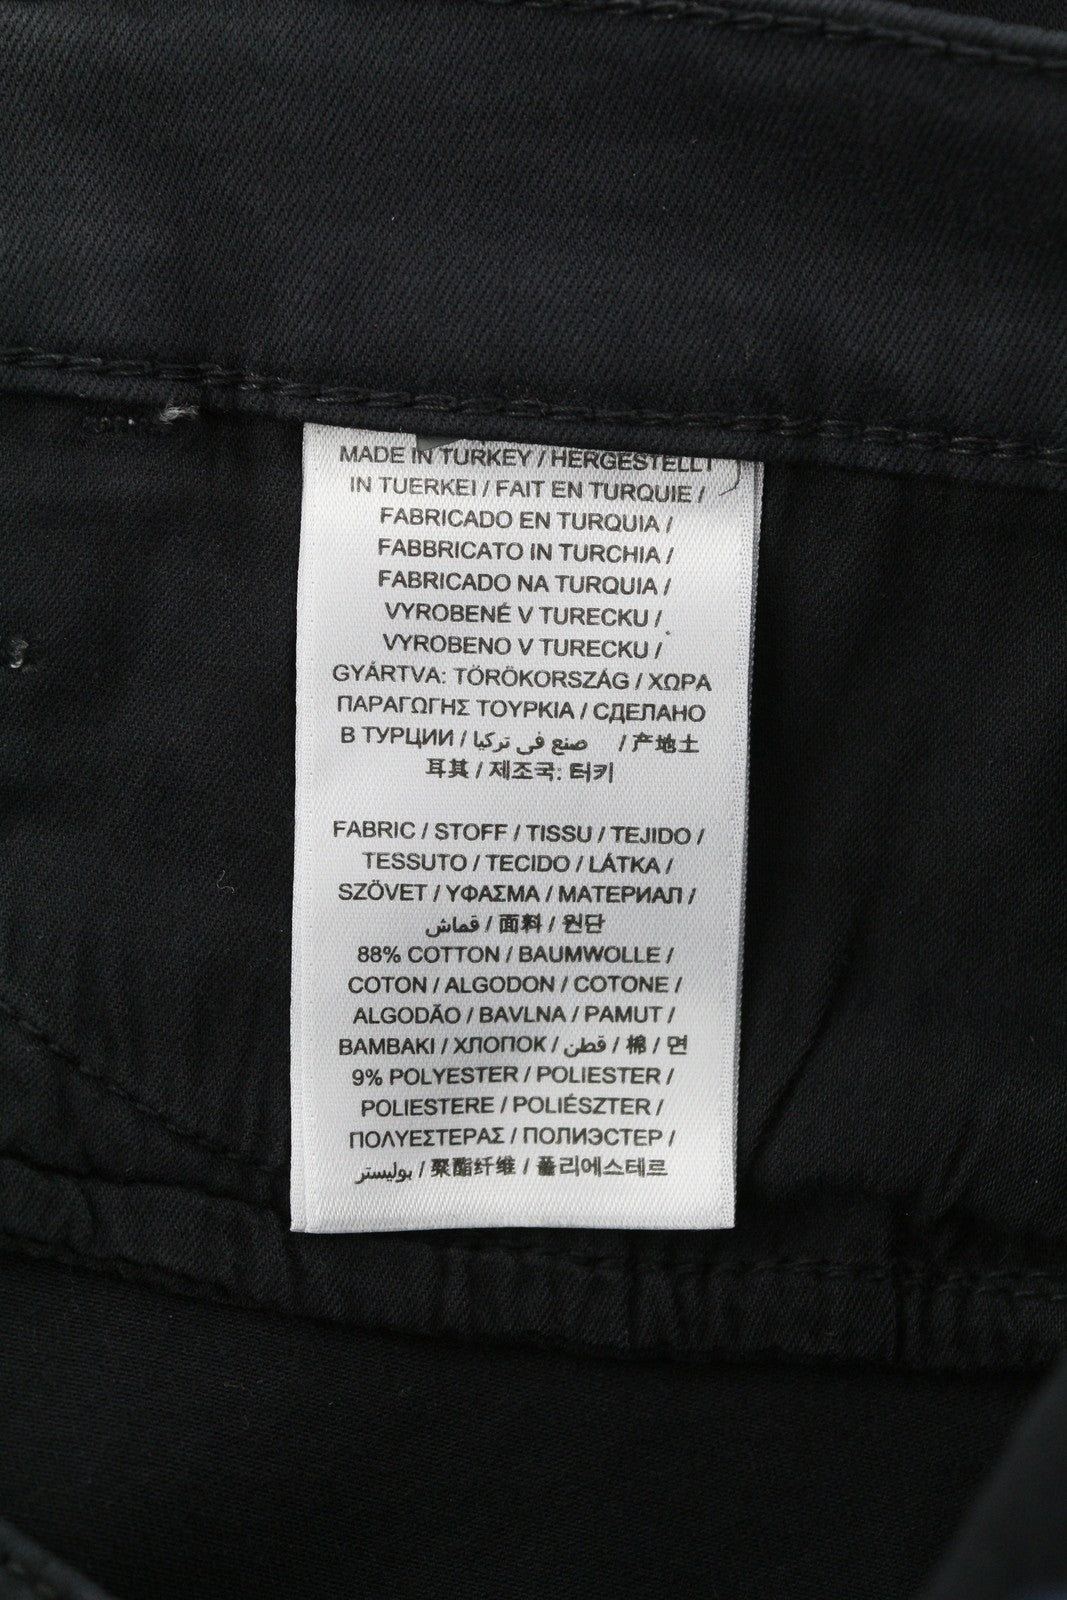 MADE IN TURKEY / HERGESTELLT
IN TUERKEI / FAIT EN TURQUIE /
FABRICADO EN TURQUIA /
FABBRICATO IN TURCHIA /
FABRICADO NA TURQUIA /
VYROBENÉ V TURECKU /
VYROBENO V TURECKU /
GYÁRTVA: TÖRÖKORSZÁG / ΧΩΡΑ
ΠΑΡΑΓΩΓΗΣ ΤΟΥΡΚΙΑ / СДЕЛАНО
В ТУРЦИИ / صنع في تركيا / 产地土
耳其 / 제조국: 터키
FABRIC / STOFF / TISSU / TEJIDO /
TESSUTO / TECIDO / LÁTKA /
SZÖVET / ΥΦΑΣΜΑ / МАТЕРИАЛ /
قماش / 面料 / 원단
88% COTTON / BAUMWOLLE /
COTON / ALGODON / COTONE /
ALGODÃO / BAVLNA / PAMUT /
BAMBAKI / ХЛОПОК / قطن / 棉 / 면
9% POLYESTER / POLIESTER /
POLIESTERE / POLIÉSZTER /
ΠΟΛΥΕΣΤΕΡΑΣ / ПОЛИЭСТЕР /
بوليستر / 聚酯纤维 / 폴리에스테르